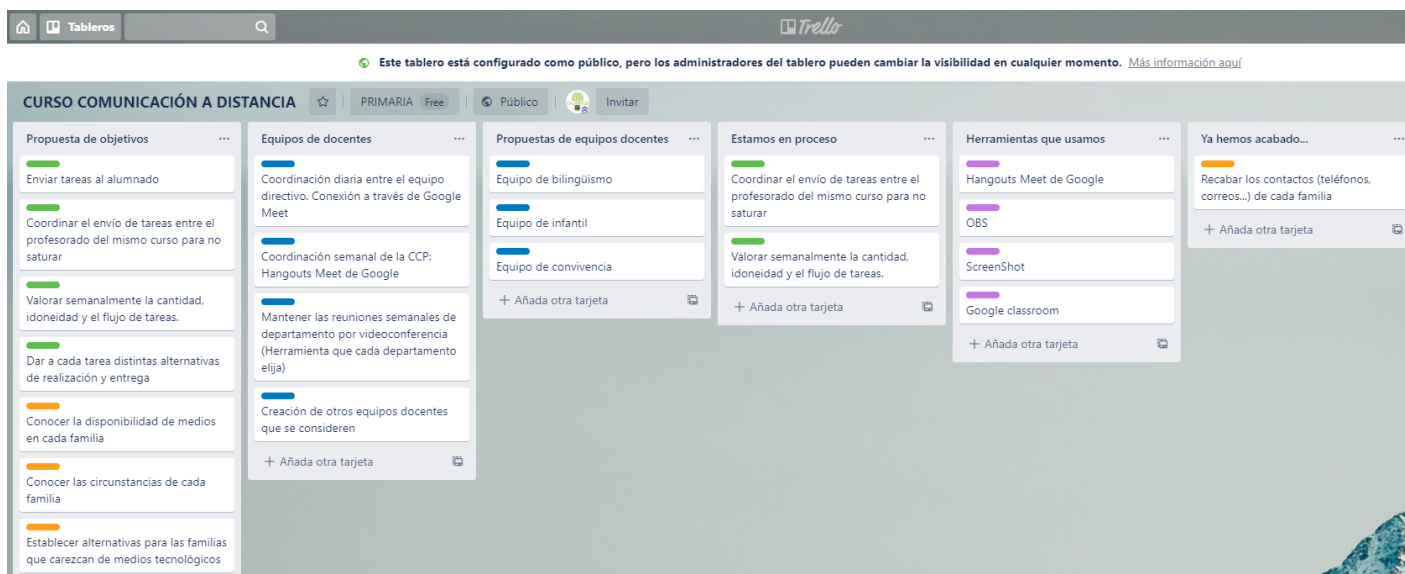 Tableros
Trello
Este tablero está configurado como público, pero los administradores del tablero pueden cambiar la visibilidad en cualquier momento. Más información aquí
CURSO COMUNICACIÓN A DISTANCIA
PRIMARIA Free
Público
Invitar
Propuesta de objetivos
Enviar tareas al alumnado
Coordinar el envío de tareas entre el
profesorado del mismo curso para no
saturar
Valorar semanalmente la cantidad,
idoneidad y el flujo de tareas.
Dar a cada tarea distintas alternativas
de realización y entrega
Conocer la disponibilidad de medios
en cada familia
Conocer las circunstancias de cada
familia
Establecer alternativas para las familias
que carezcan de medios tecnológicos
Equipos de docentes
Coordinación diaria entre el equipo
directivo. Conexión a través de Google
Meet
Coordinación semanal de la CCP:
Hangouts Meet de Google
Mantener las reuniones semanales de
departamento por videoconferencia
(Herramienta que cada departamento
elija)
Creación de otros equipos docentes
que se consideren
+ Añada otra tarjeta
Propuestas de equipos docentes
Equipo de bilingüismo
Equipo de infantil
Equipo de convivencia
+ Añada otra tarjeta
Estamos en proceso
Coordinar el envío de tareas entre el
profesorado del mismo curso para no
saturar
Valorar semanalmente la cantidad,
idoneidad y el flujo de tareas.
+ Añada otra tarjeta
Herramientas que usamos
Hangouts Meet de Google
OBS
ScreenShot
Google classroom
+ Añada otra tarjeta
Ya hemos acabado...
Recabar los contactos (teléfonos,
correos...) de cada familia
+ Añada otra tarjeta